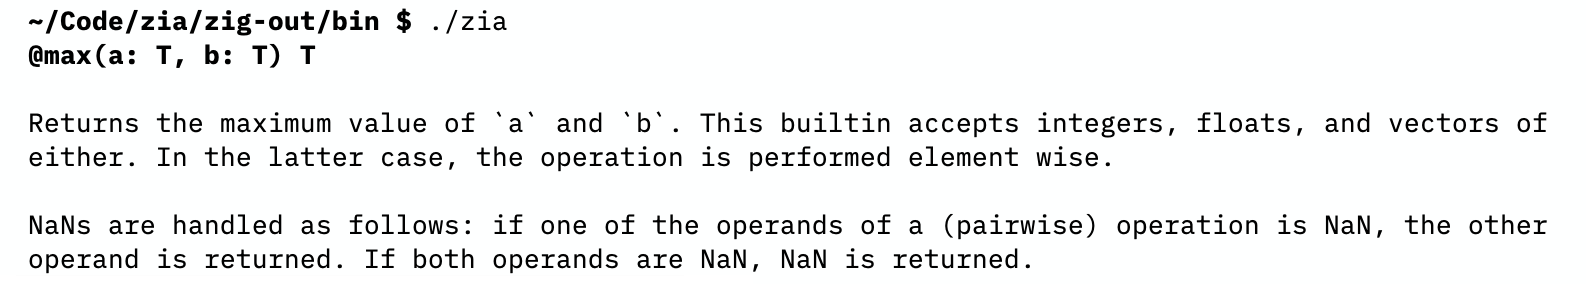 ~/Code/zia/zig-out/bin $ ./zia
@max(a: T, b: T) T
Returns the maximum value of `a` and `b`. This builtin accepts integers, floats, and vectors of
either. In the latter case, the operation is performed element wise.
NaNs are handled as follows: if one of the operands of a (pairwise) operation is NaN, the other
operand is returned. If both operands are NaN, NaN is returned.